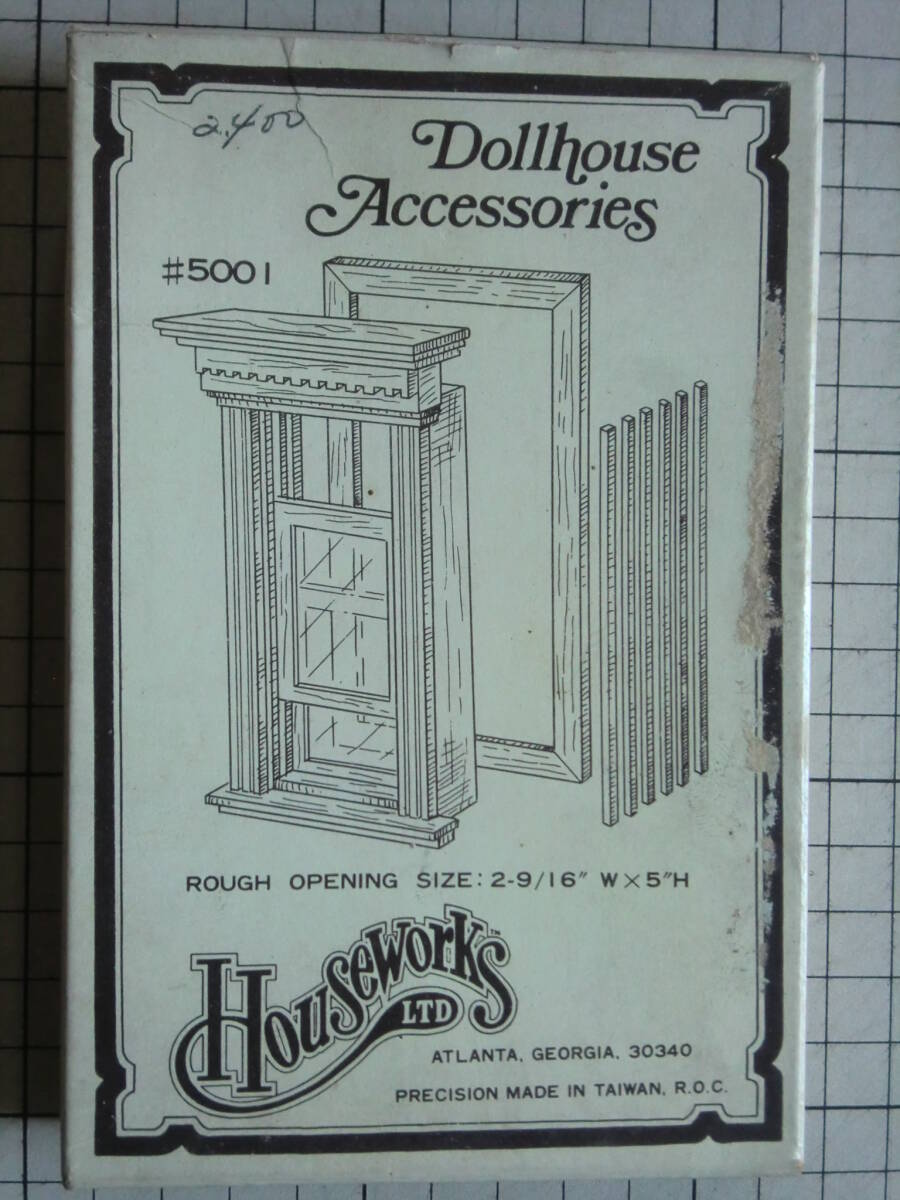 2,400
Dollhouse
Accessories
#5001
ROUGH OPENING SIZE: 2-9/16" W×5"H
HouseWorks™
LTD
ATLANTA, GEORGIA, 30340
PRECISION MADE IN TAIWAN, R.O.C.